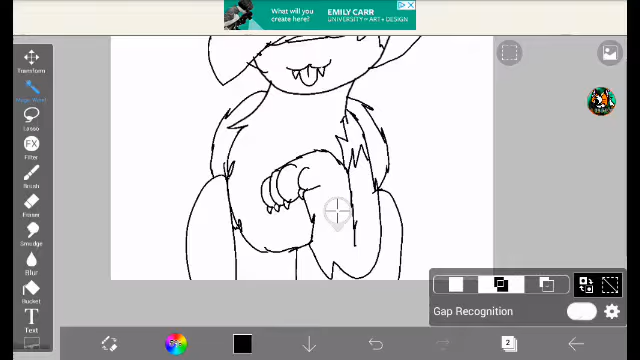 What will you
create here?
EMILY CARR
UNIVERSITY OF ART + DESIGN
Transform
Magic Wand
Lasso
FX
Filter
Brush
Eraser
Smudge
Blur
Bucket
T
Text
Gap Recognition
2